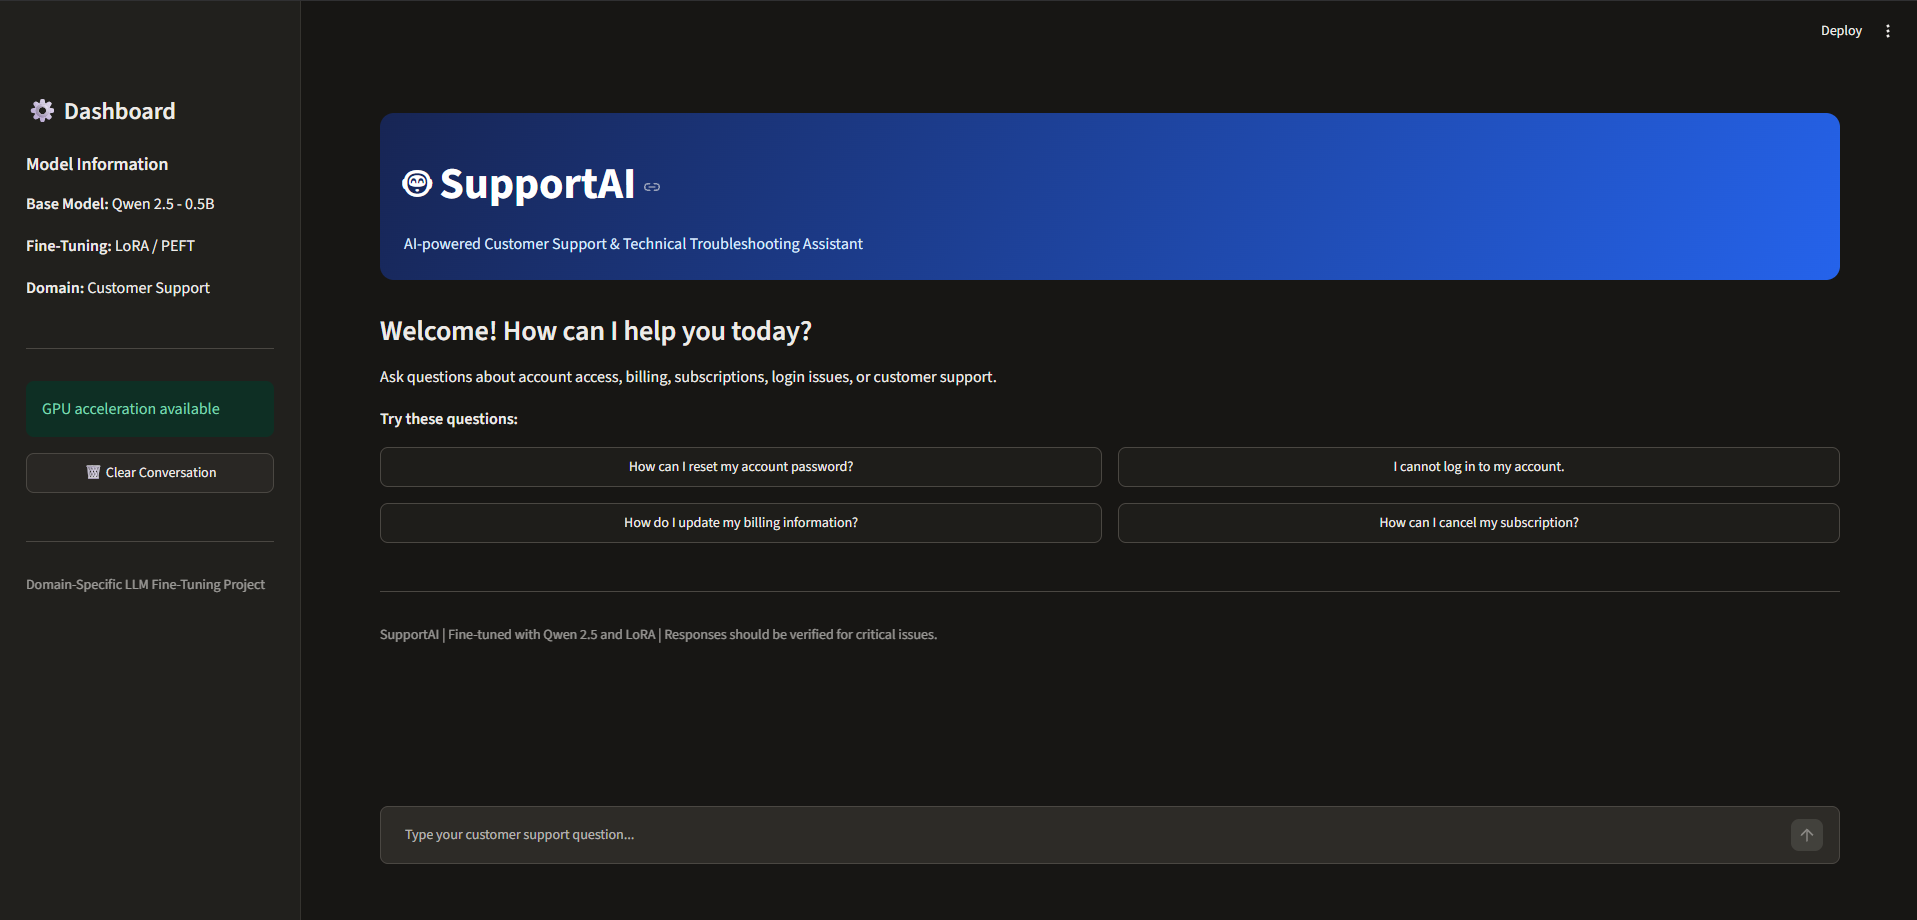 Deploy
Dashboard
Model Information
Base Model: Qwen 2.5 - 0.5B
Fine-Tuning: LoRA / PEFT
Domain: Customer Support
GPU acceleration available
Clear Conversation
Domain-Specific LLM Fine-Tuning Project
SupportAI
AI-powered Customer Support & Technical Troubleshooting Assistant
Welcome! How can I help you today?
Ask questions about account access, billing, subscriptions, login issues, or customer support.
Try these questions:
How can I reset my account password?
I cannot log in to my account.
How do I update my billing information?
How can I cancel my subscription?
SupportAI | Fine-tuned with Qwen 2.5 and LoRA | Responses should be verified for critical issues.
Type your customer support question...